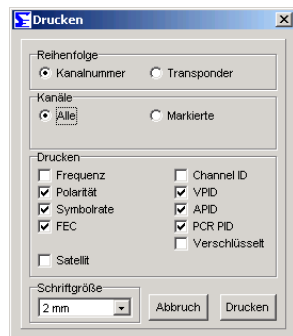 Drucken
Reihenfolge
Kanalnummer Transponder
Kanäle
Alle Markierte
Drucken
Frequenz Channel ID
Polarität VPID
Symbolrate APID
FEC PCR PID
Verschlüsselt
Satellit
Schriftgröße
2 mm Abbruch Drucken